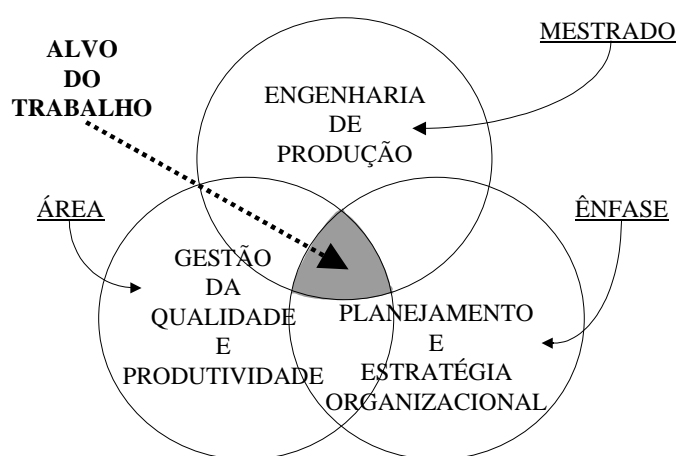 MESTRADO
ALVO
DO
TRABALHO
ENGENHARIA
DE
PRODUÇÃO
ÁREA
ÊNFASE
GESTÃO
DA
QUALIDADE
E
PRODUTIVIDADE
PLANEJAMENTO
E
ESTRATÉGIA
ORGANIZACIONAL